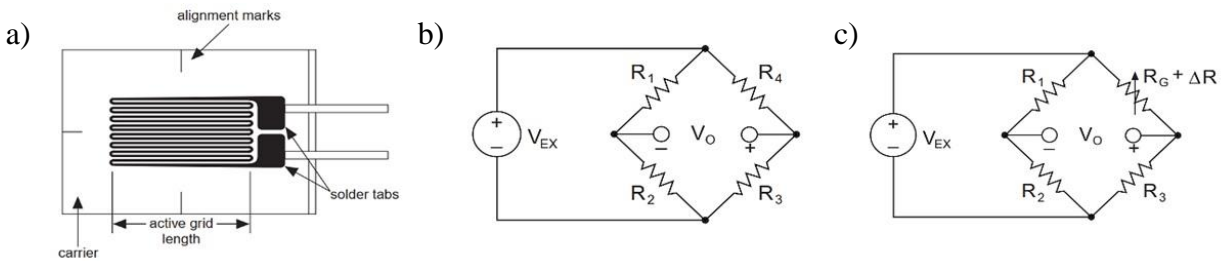 a)
alignment marks
solder tabs
active grid
length
carrier
b)
R1
R4
+
−
VEX
−
VO
+
R2
R3
c)
R1
RG + ΔR
+
−
VEX
−
VO
+
R2
R3